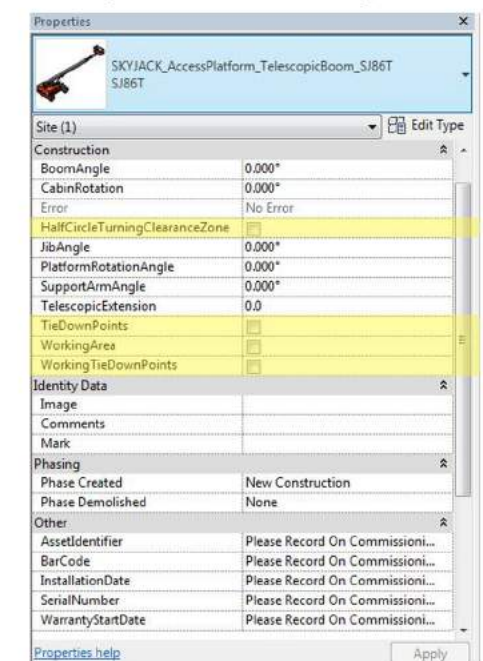 Properties ×
SKYJACK_AccessPlatform_TelescopicBoom_SJ86T
SJ86T
Site (1) Edit Type
Construction
BoomAngle 0.000°
CabinRotation 0.000°
Error No Error
HalfCircleTurningClearanceZone
JibAngle 0.000°
PlatformRotationAngle 0.000°
SupportArmAngle 0.000°
TelescopicExtension 0.0
TieDownPoints
WorkingArea
WorkingTieDownPoints
Identity Data
Image
Comments
Mark
Phasing
Phase Created New Construction
Phase Demolished None
Other
AssetIdentifier Please Record On Commissioni...
BarCode Please Record On Commissioni...
InstallationDate Please Record On Commissioni...
SerialNumber Please Record On Commissioni...
WarrantyStartDate Please Record On Commissioni...
Properties help Apply